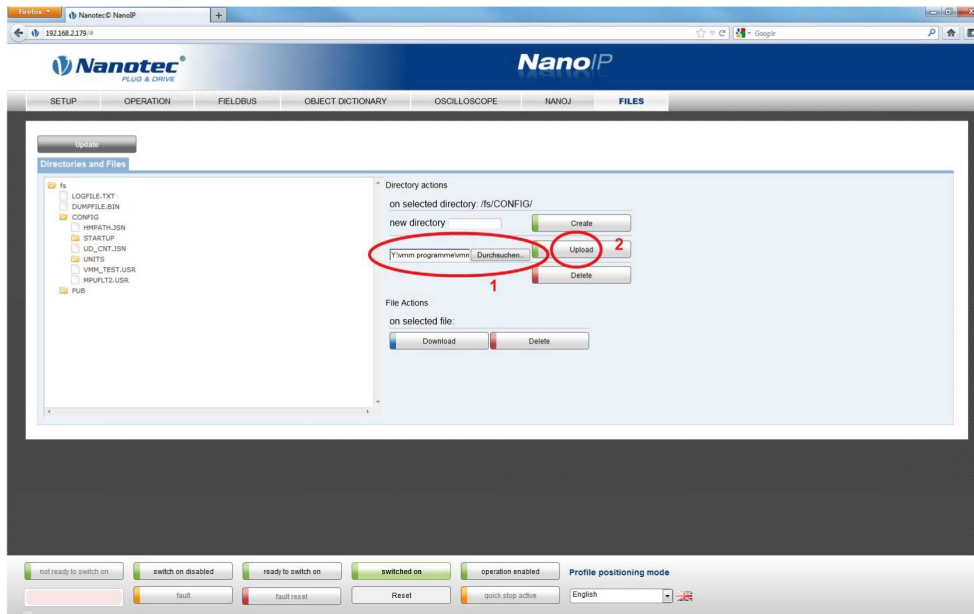 Firefox
Nanotec© NanoIP
192.168.2.179/#
Google
Nanotec®
PLUG & DRIVE
NanoIP
SETUP OPERATION FIELDBUS OBJECT DICTIONARY OSCILLOSCOPE NANOJ FILES
Update
Directories and Files
fs
LOGFILE.TXT
DUMPFILE.BIN
CONFIG
HMPATH.JSN
STARTUP
UD_CNT.JSN
UNITS
VMM_TEST.USR
MPUFLT2.USR
PUB
Directory actions
on selected directory: /fs/CONFIG/
new directory Create
Y:\vmm programme\vmn Durchsuchen.. Upload 2
1
Delete
File Actions
on selected file:
Download Delete
not ready to switch on switch on disabled ready to switch on switched on operation enabled Profile positioning mode
fault fault reset Reset quick stop active English